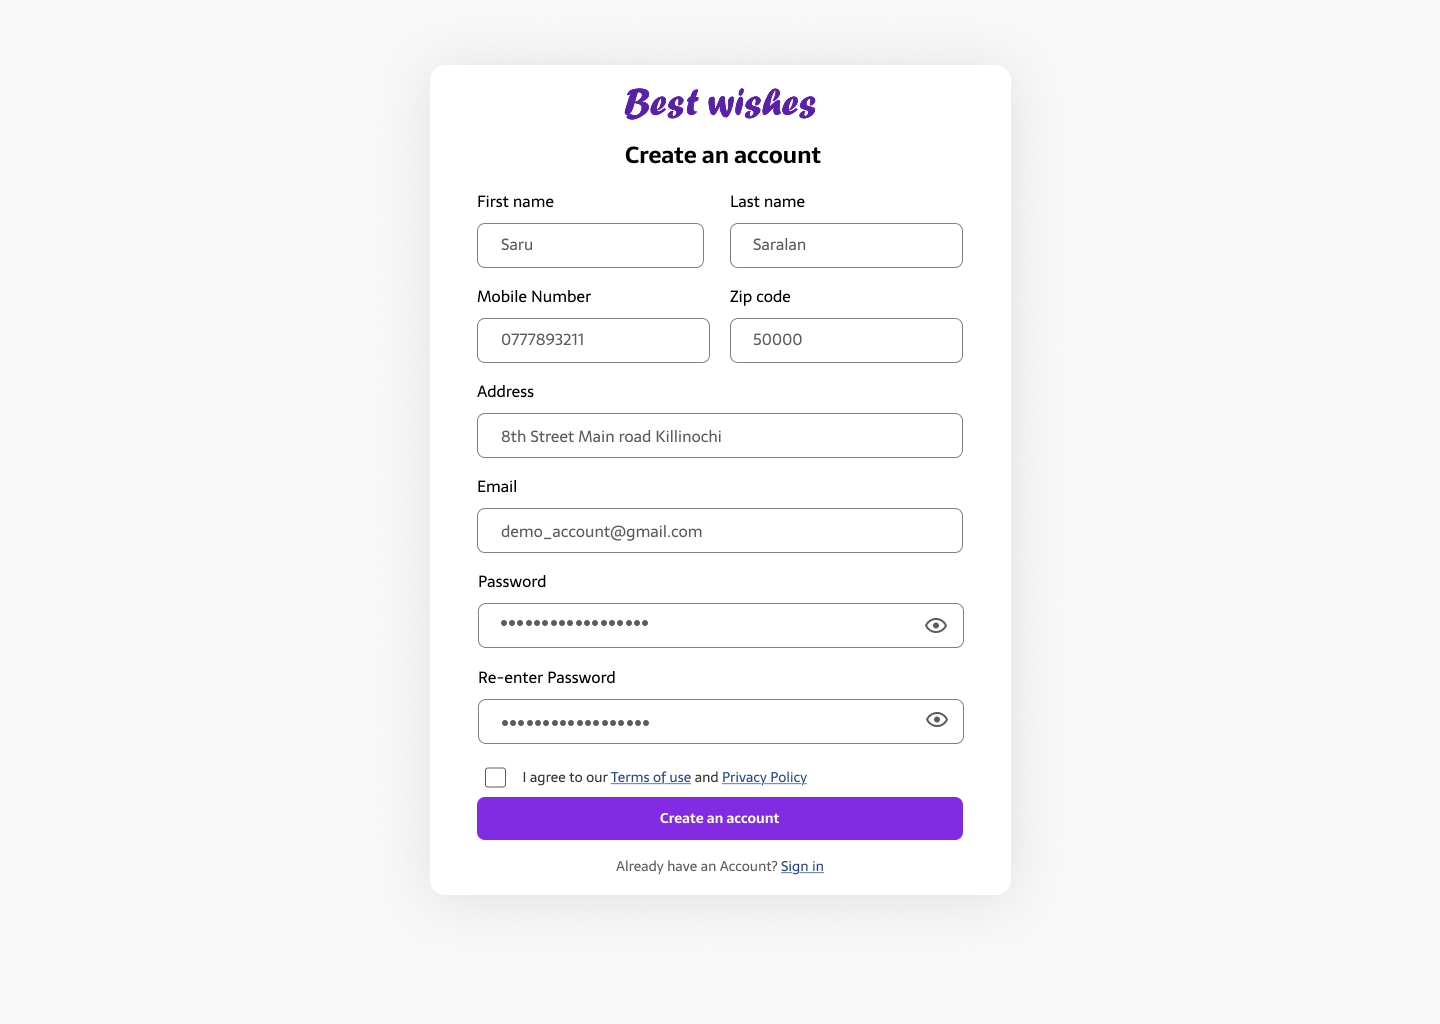 Best wishes
Create an account
First name
Last name
Saru
Saralan
Mobile Number
Zip code
0777893211
50000
Address
8th Street Main road Killinochi
Email
demo_account@gmail.com
Password
••••••••••••••••••
Re-enter Password
••••••••••••••••••
I agree to our Terms of use and Privacy Policy
Create an account
Already have an Account? Sign in